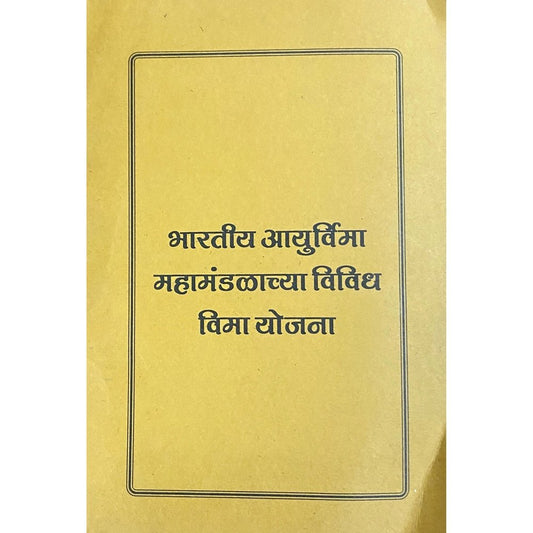 भारतीय आयुर्विमा
महामंडळाच्या विविध
विमा योजना